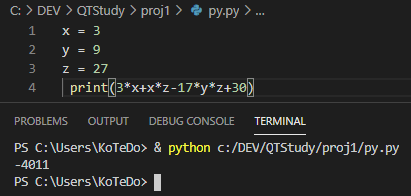 C: > DEV > QTStudy > proj1 > py.py > ...
1 x = 3
2 y = 9
3 z = 27
4 print(3*x+x*z-17*y*z+30)
PROBLEMS OUTPUT DEBUG CONSOLE TERMINAL
PS C:\Users\KoTeDo> & python c:/DEV/QTStudy/proj1/py.py
-4011
PS C:\Users\KoTeDo>